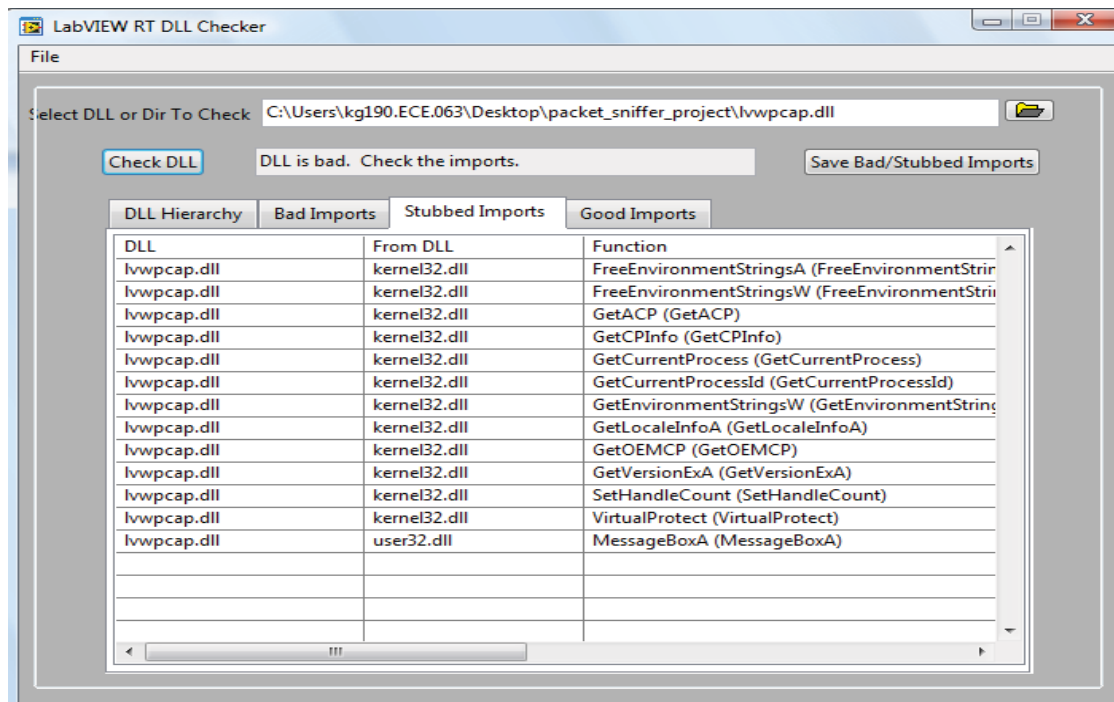 LabVIEW RT DLL Checker
File
Select DLL or Dir To Check C:\Users\kg190.ECE.063\Desktop\packet_sniffer_project\lvwpcap.dll
Check DLL DLL is bad. Check the imports. Save Bad/Stubbed Imports
DLL Hierarchy Bad Imports Stubbed Imports Good Imports
DLL From DLL Function
lvwpcap.dll kernel32.dll FreeEnvironmentStringsA (FreeEnvironmentStrin
lvwpcap.dll kernel32.dll FreeEnvironmentStringsW (FreeEnvironmentStri
lvwpcap.dll kernel32.dll GetACP (GetACP)
lvwpcap.dll kernel32.dll GetCPInfo (GetCPInfo)
lvwpcap.dll kernel32.dll GetCurrentProcess (GetCurrentProcess)
lvwpcap.dll kernel32.dll GetCurrentProcessId (GetCurrentProcessId)
lvwpcap.dll kernel32.dll GetEnvironmentStringsW (GetEnvironmentString
lvwpcap.dll kernel32.dll GetLocaleInfoA (GetLocaleInfoA)
lvwpcap.dll kernel32.dll GetOEMCP (GetOEMCP)
lvwpcap.dll kernel32.dll GetVersionExA (GetVersionExA)
lvwpcap.dll kernel32.dll SetHandleCount (SetHandleCount)
lvwpcap.dll kernel32.dll VirtualProtect (VirtualProtect)
lvwpcap.dll user32.dll MessageBoxA (MessageBoxA)